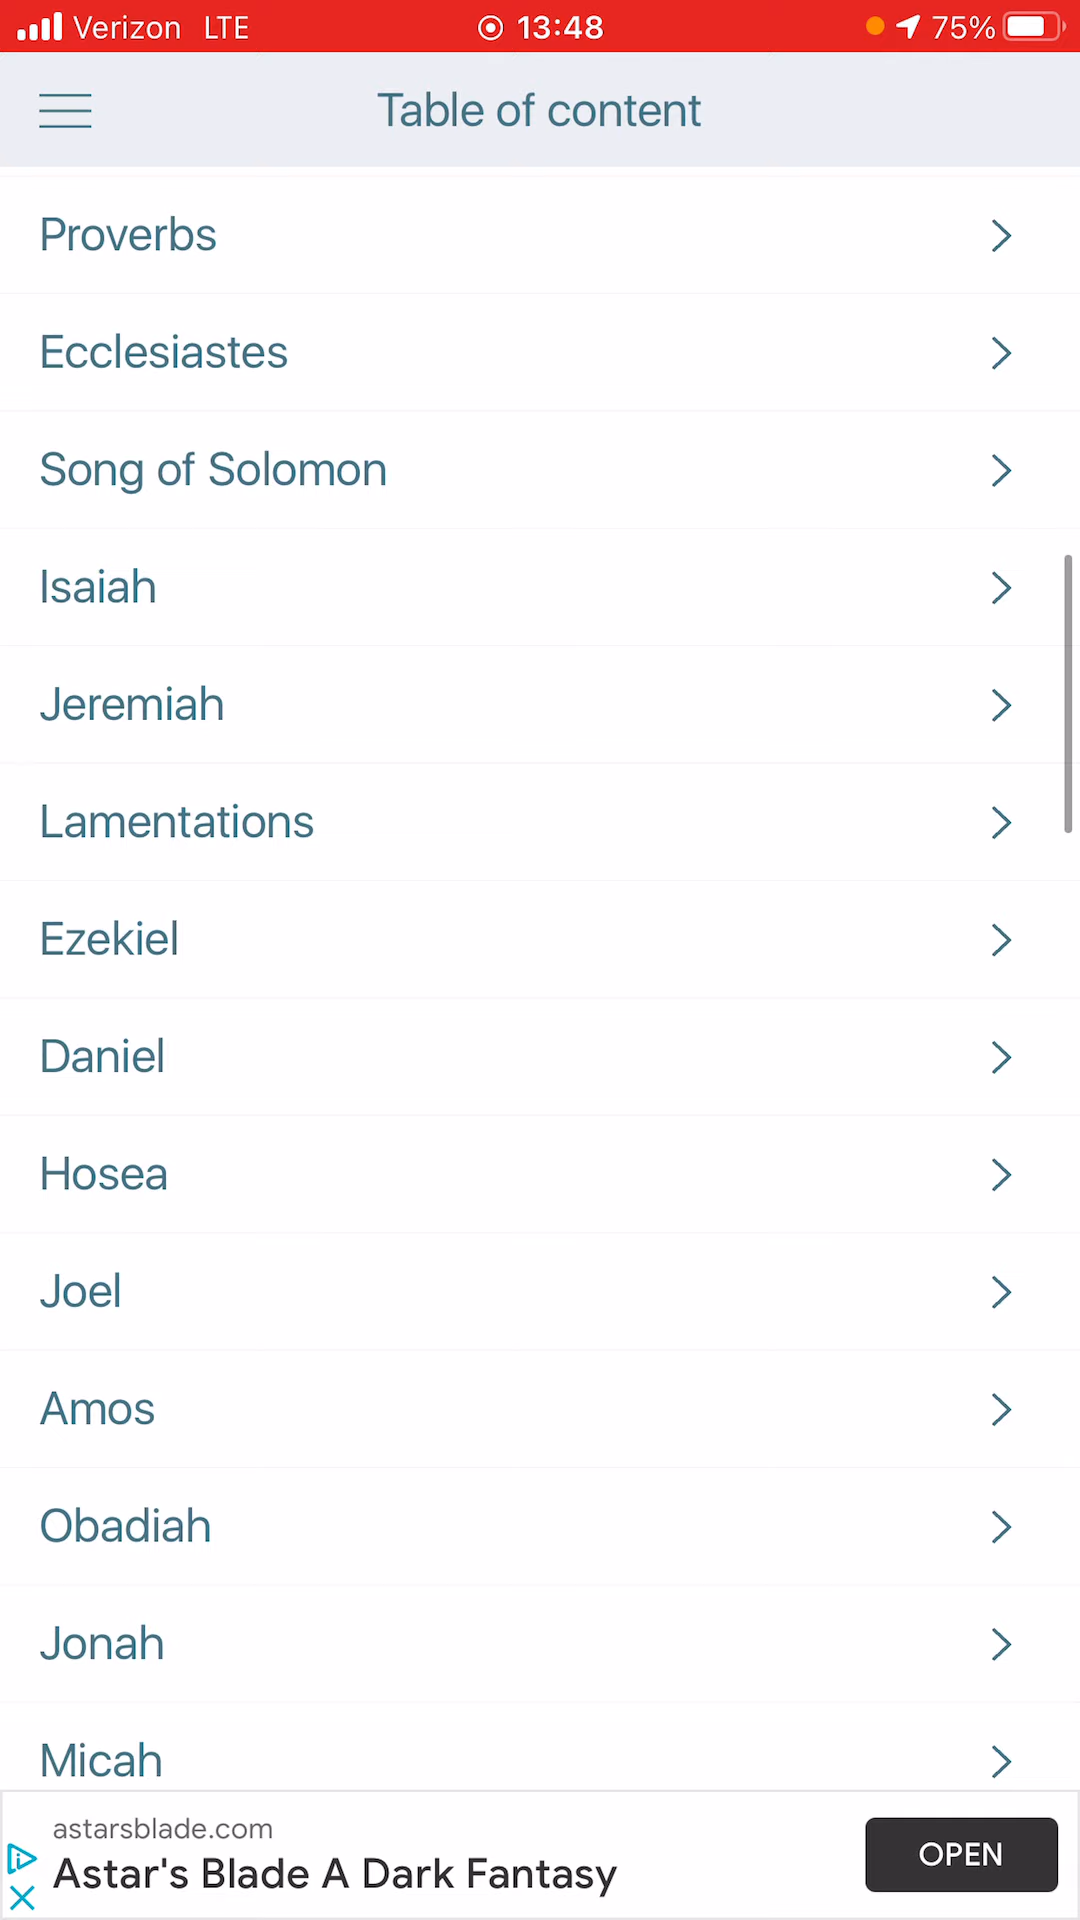 Verizon LTE 13:48 75%
Table of content
Proverbs
Ecclesiastes
Song of Solomon
Isaiah
Jeremiah
Lamentations
Ezekiel
Daniel
Hosea
Joel
Amos
Obadiah
Jonah
Micah
astarsblade.com
Astar's Blade A Dark Fantasy
OPEN